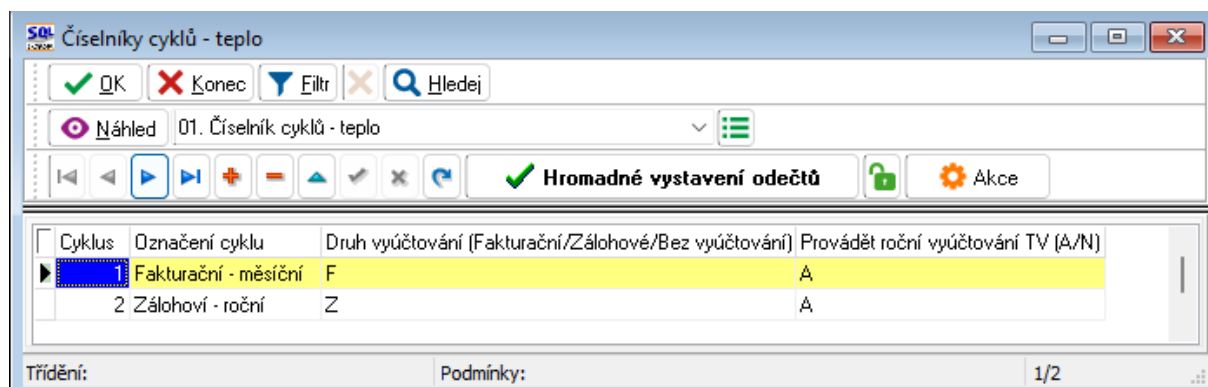 SQL Číselníky cyklů - teplo
OK Konec Filtr Hledej
Náhled 01. Číselník cyklů - teplo
Hromadné vystavení odečtů Akce
Cyklus Označení cyklu Druh vyúčtování (Fakturační/Zálohové/Bez vyúčtování) Provádět roční vyúčtování TV (A/N)
1 Fakturační - měsíční F A
2 Zálohoví - roční Z A
Třídění: Podmínky: 1/2